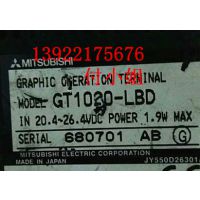 13922175676
MITSUBISHI
GRAPHIC OPERATION TERMINAL
MODEL GT1020-LBD
IN 20.4-26.4VDC POWER 1.9W MAX
SERIAL 680701 AB G
MITSUBISHI ELECTRIC CORPORATION
MADE IN JAPAN JY550D26301